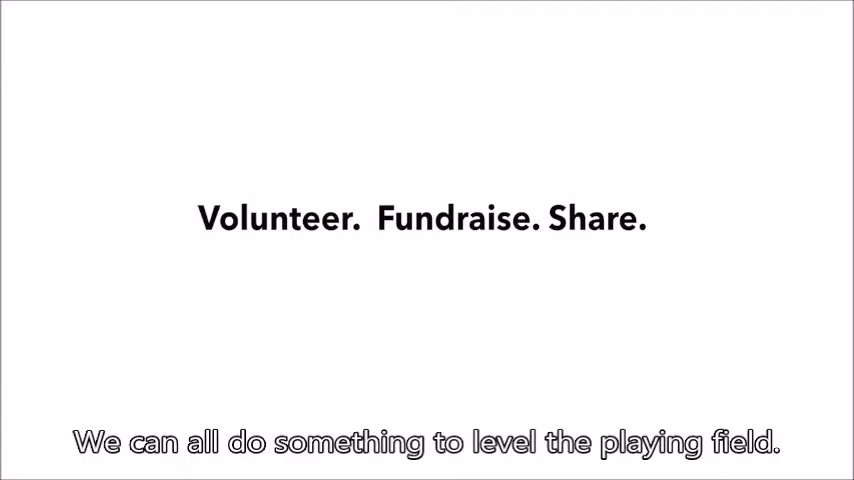 Volunteer.  Fundraise. Share.
We can all do something to level the playing field.